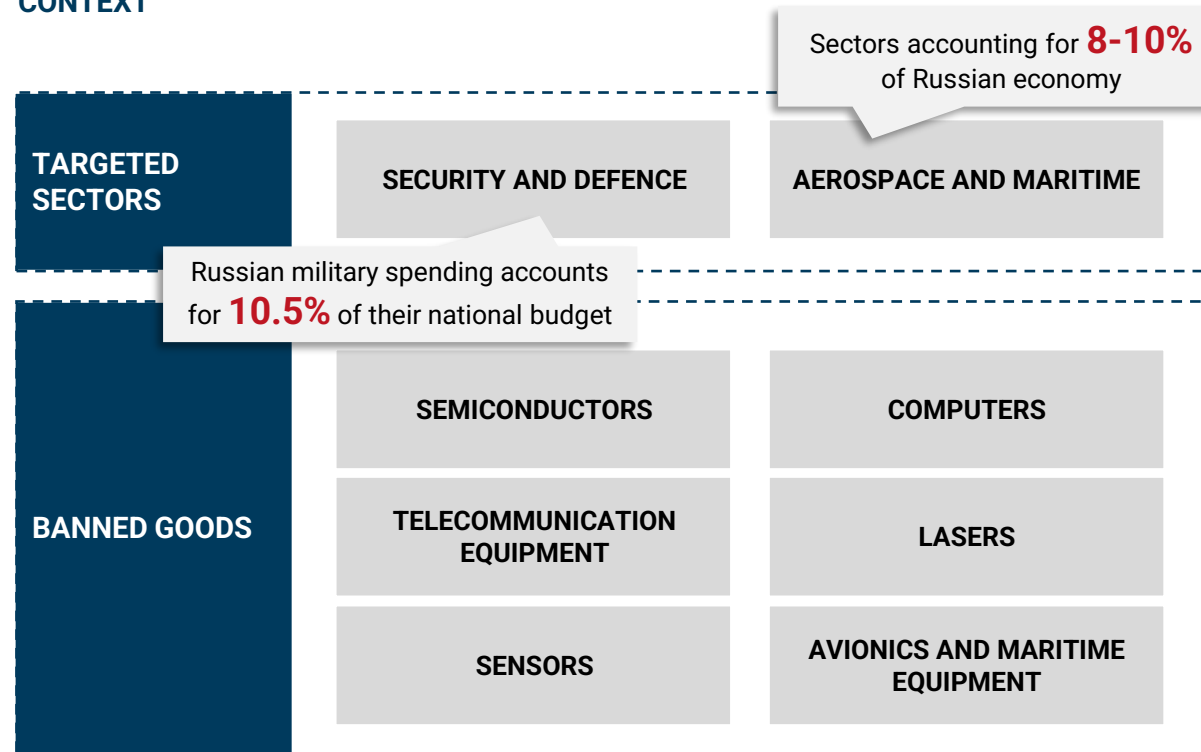 CONTEXT
Sectors accounting for 8-10%
of Russian economy
TARGETED
SECTORS
SECURITY AND DEFENCE
AEROSPACE AND MARITIME
Russian military spending accounts
for 10.5% of their national budget
BANNED GOODS
SEMICONDUCTORS
COMPUTERS
TELECOMMUNICATION
EQUIPMENT
LASERS
SENSORS
AVIONICS AND MARITIME
EQUIPMENT